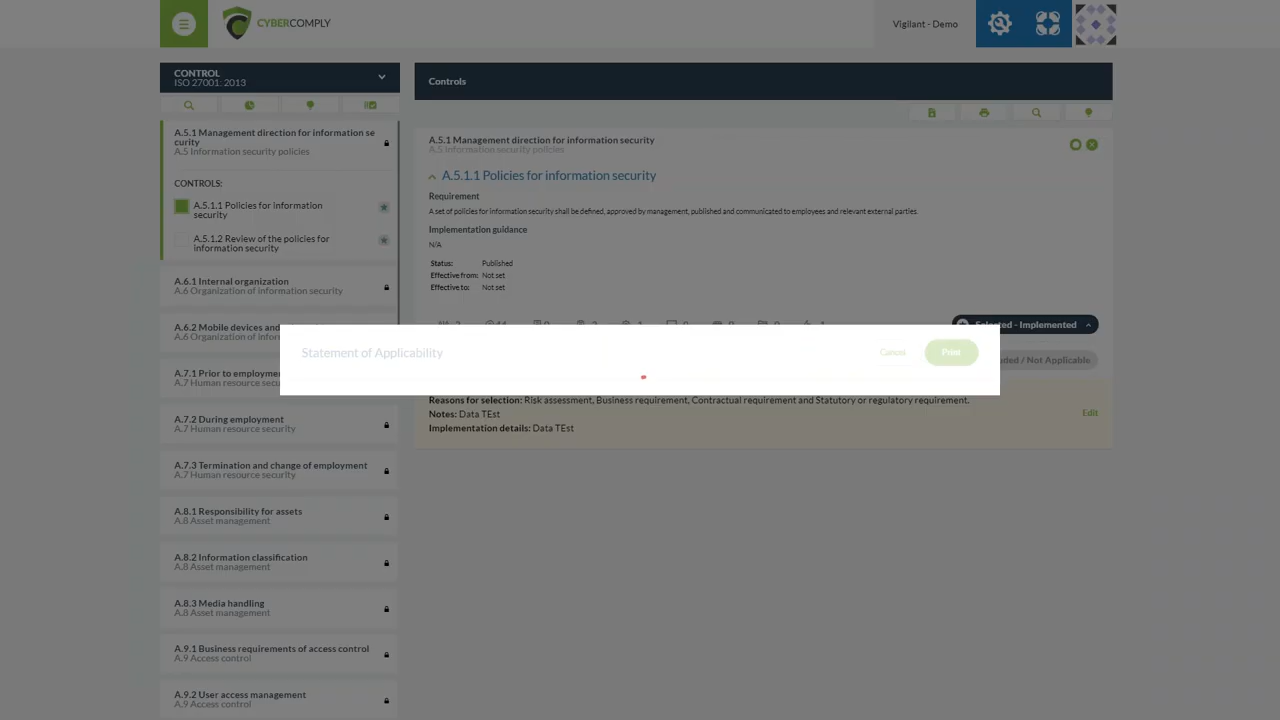 CYBERCOMPLY
Vigilant - Demo
CONTROL
ISO 27001: 2013
A.5.1 Management direction for information se
curity
A.5 Information security policies
CONTROLS:
A.5.1.1 Policies for information
security
A.5.1.2 Review of the policies for
information security
A.6.1 Internal organization
A.6 Organization of information security
A.6.2 Mobile devices and
A.6 Organization of infor
A.7.1 Prior to employmen
A.7 Human resource secu
A.7.2 During employment
A.7 Human resource security
A.7.3 Termination and change of employment
A.7 Human resource security
A.8.1 Responsibility for assets
A.8 Asset management
A.8.2 Information classification
A.8 Asset management
A.8.3 Media handling
A.8 Asset management
A.9.1 Business requirements of access control
A.9 Access control
A.9.2 User access management
A.9 Access control
Controls
A.5.1 Management direction for information security
A.5 Information security policies
A.5.1.1 Policies for information security
Requirement
A set of policies for information security shall be defined, approved by management, published and communicated to employees and relevant external parties.
Implementation guidance
N/A
Status: Published
Effective from: Not set
Effective to: Not set
Selected - Implemented
Statement of Applicability
Cancel
Print
uded / Not Applicable
Reasons for selection: Risk assessment, Business requirement, Contractual requirement and Statutory or regulatory requirement.
Notes: Data TEst
Edit
Implementation details: Data TEst